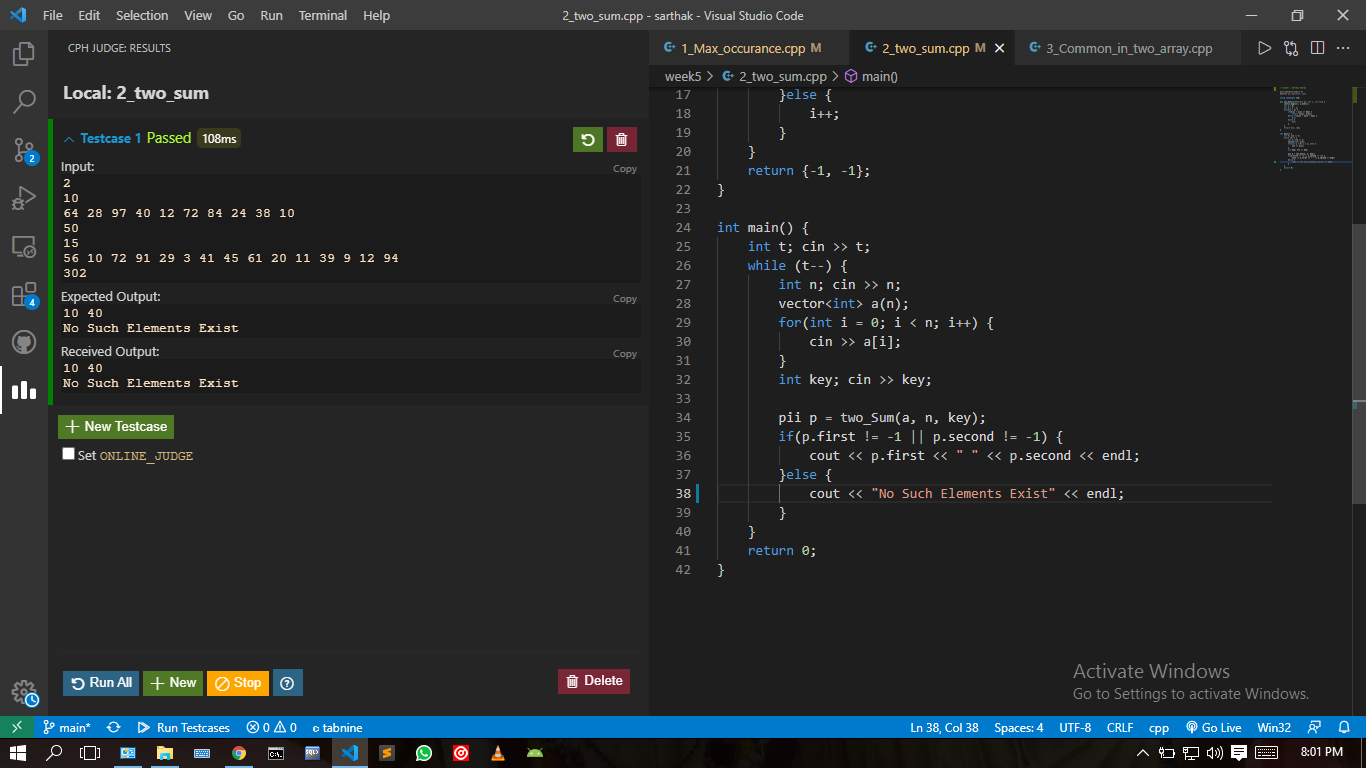 File Edit Selection View Go Run Terminal Help
2_two_sum.cpp - sarthak - Visual Studio Code
CPH JUDGE: RESULTS
Local: 2_two_sum
Testcase 1 Passed 108ms
Input:
Copy
2
10
64 28 97 40 12 72 84 24 38 10
50
15
56 10 72 91 29 3 41 45 61 20 11 39 9 12 94
302
Expected Output:
Copy
10 40
No Such Elements Exist
Received Output:
Copy
10 40
No Such Elements Exist
New Testcase
Set ONLINE_JUDGE
Run All New Stop Delete
2
4
1_Max_occurance.cpp M 2_two_sum.cpp M 3_Common_in_two_array.cpp
week5 > 2_two_sum.cpp > main()
17 }else {
18 i++;
19 }
20 }
21 return {-1, -1};
22 }
23
24 int main() {
25 int t; cin >> t;
26 while (t--) {
27 int n; cin >> n;
28 vector<int> a(n);
29 for(int i = 0; i < n; i++) {
30 cin >> a[i];
31 }
32 int key; cin >> key;
33
34 pii p = two_Sum(a, n, key);
35 if(p.first != -1 || p.second != -1) {
36 cout << p.first << " " << p.second << endl;
37 }else {
38 cout << "No Such Elements Exist" << endl;
39 }
40 }
41 return 0;
42 }
Activate Windows
Go to Settings to activate Windows.
main* Run Testcases 0 0 tabnine Ln 38, Col 38 Spaces: 4 UTF-8 CRLF cpp Go Live Win32
8:01 PM